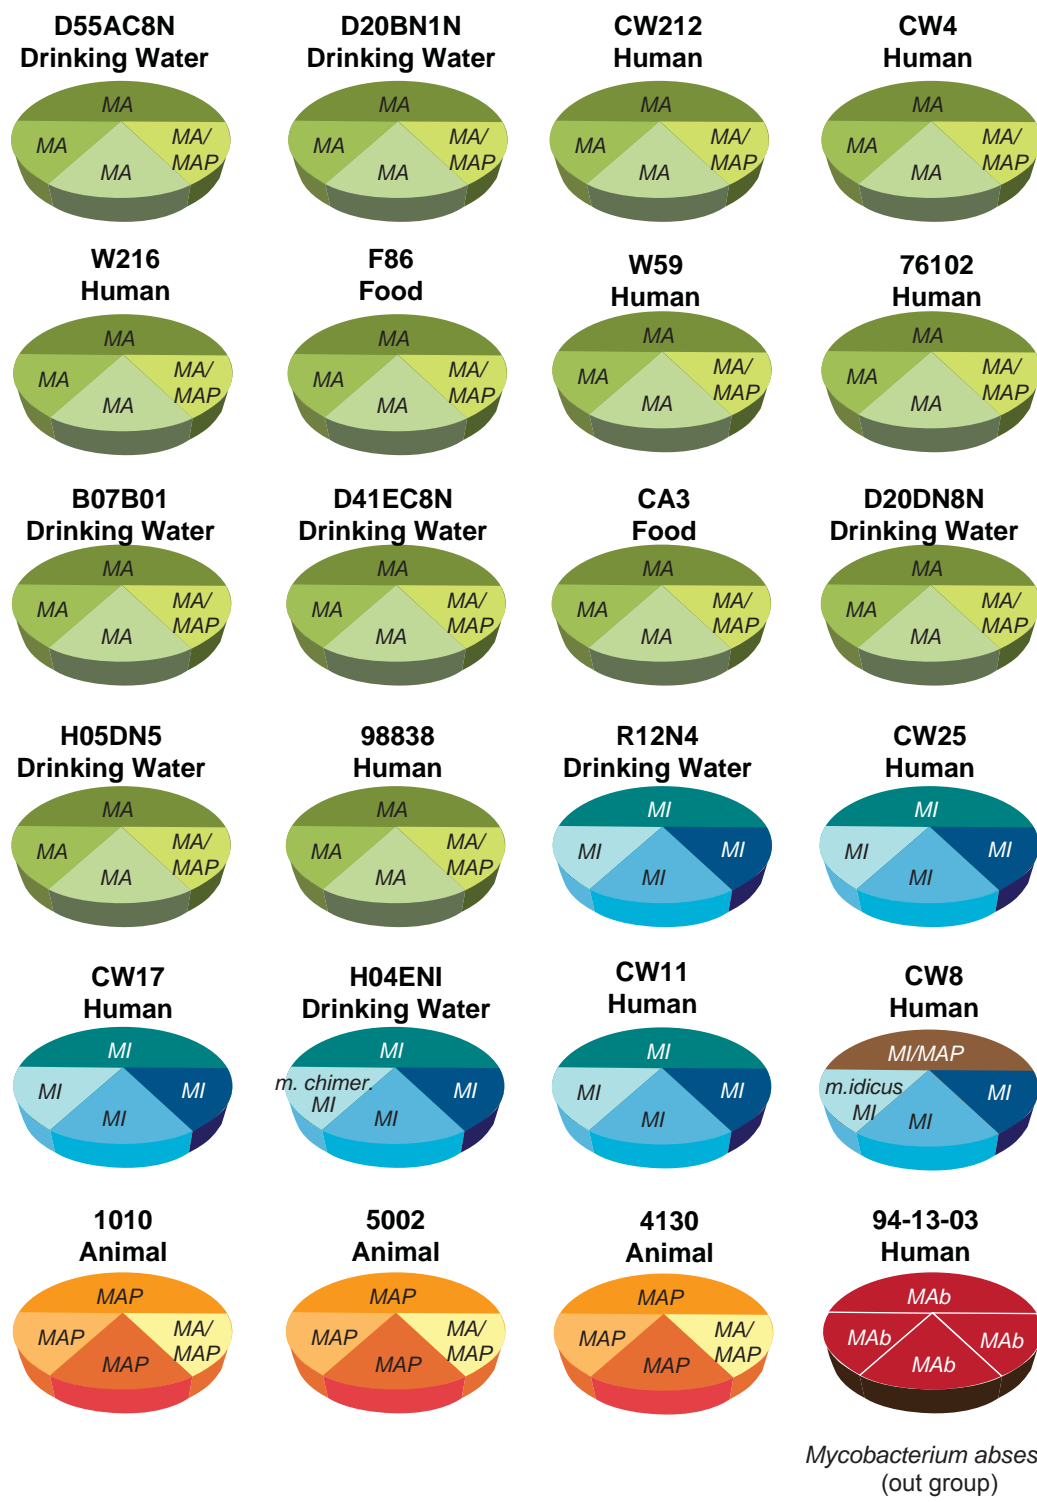 D55AC8N
Drinking Water
MA
MA
MA/
MAP
MA
D20BN1N
Drinking Water
MA
MA
MA/
MAP
MA
CW212
Human
MA
MA
MA/
MAP
MA
CW4
Human
MA
MA
MA/
MAP
MA
W216
Human
MA
MA
MA/
MAP
MA
F86
Food
MA
MA
MA/
MAP
MA
W59
Human
MA
MA
MA/
MAP
MA
76102
Human
MA
MA
MA/
MAP
MA
B07B01
Drinking Water
MA
MA
MA/
MAP
MA
D41EC8N
Drinking Water
MA
MA
MA/
MAP
MA
CA3
Food
MA
MA
MA/
MAP
MA
D20DN8N
Drinking Water
MA
MA
MA/
MAP
MA
H05DN5
Drinking Water
MA
MA
MA/
MAP
MA
98838
Human
MA
MA
MA/
MAP
MA
R12N4
Drinking Water
MI
MI
MI
MI
CW25
Human
MI
MI
MI
MI
CW17
Human
MI
MI
MI
MI
H04ENI
Drinking Water
MI
m. chimer.
MI
MI
MI
CW11
Human
MI
MI
MI
MI
CW8
Human
MI/MAP
m.idicus
MI
MI
MI
1010
Animal
MAP
MAP
MA/
MAP
MAP
5002
Animal
MAP
MAP
MA/
MAP
MAP
4130
Animal
MAP
MAP
MA/
MAP
MAP
94-13-03
Human
MAb
MAb
MAb
MAb
Mycobacterium abses
(out group)